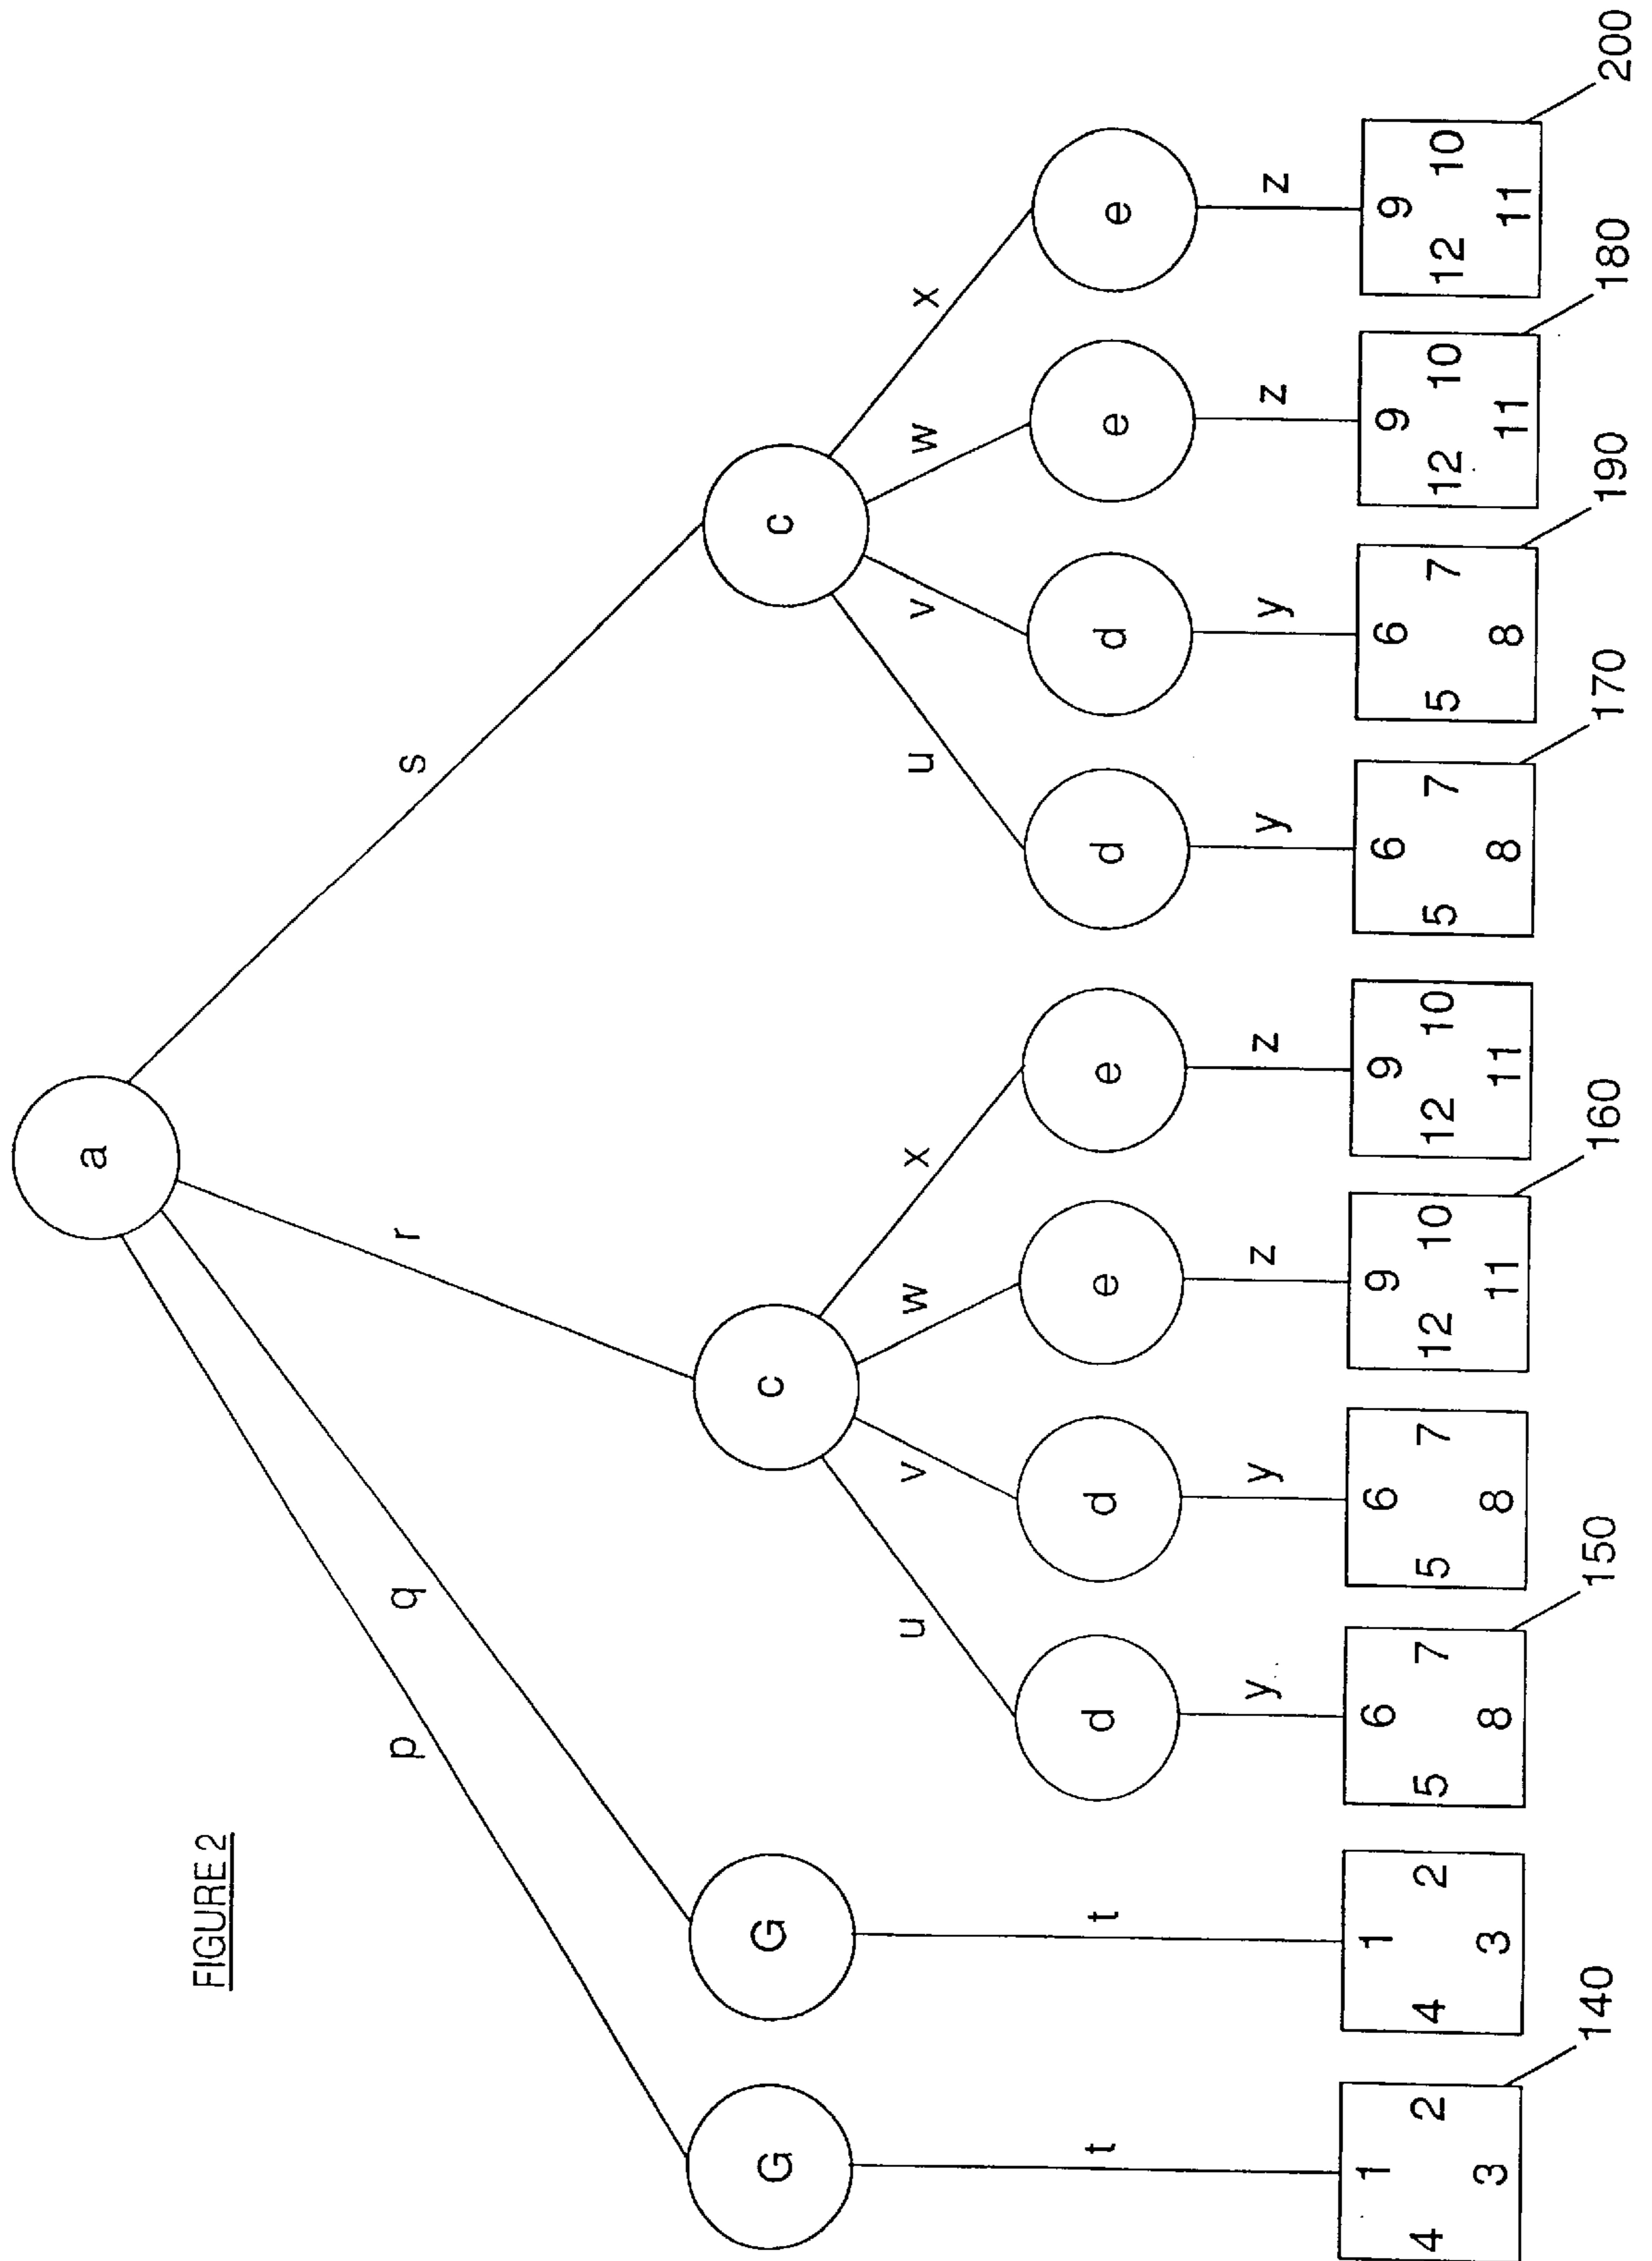 a
FIGURE 2
p q r s
G G c c
u v w x u v w x
t t d d e e d d e e
y y z z y y z z
1 1 6 6 9 9 6 6 9 9
4 2 4 2 5 7 5 7 12 10 12 10 5 7 5 7 12 10 12 10
3 3 8 8 11 11 8 8 11 11
140 150 160 170 190 180 200